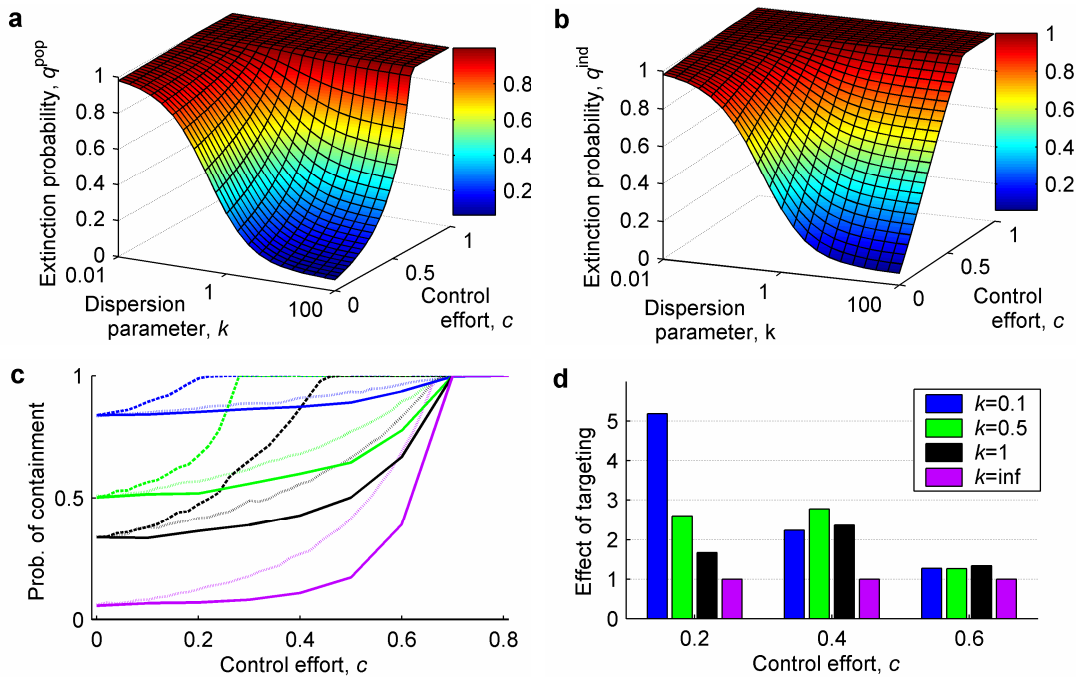 a
Extinction probability, q^pop
1
0.8
0.6
0.4
0.2
0
0.01
1
100
Dispersion
parameter, k
0
0.5
1
Control
effort, c
0.8
0.6
0.4
0.2
b
Extinction probability, q^ind
1
0.8
0.6
0.4
0.2
0
0.01
1
100
Dispersion
parameter, k
0
0.5
1
Control
effort, c
1
0.8
0.6
0.4
0.2
c
Prob. of containment
1
0.5
0
0 0.2 0.4 0.6 0.8
Control effort, c
d
Effect of targeting
5
4
3
2
1
0
k=0.1
k=0.5
k=1
k=inf
0.2 0.4 0.6
Control effort, c